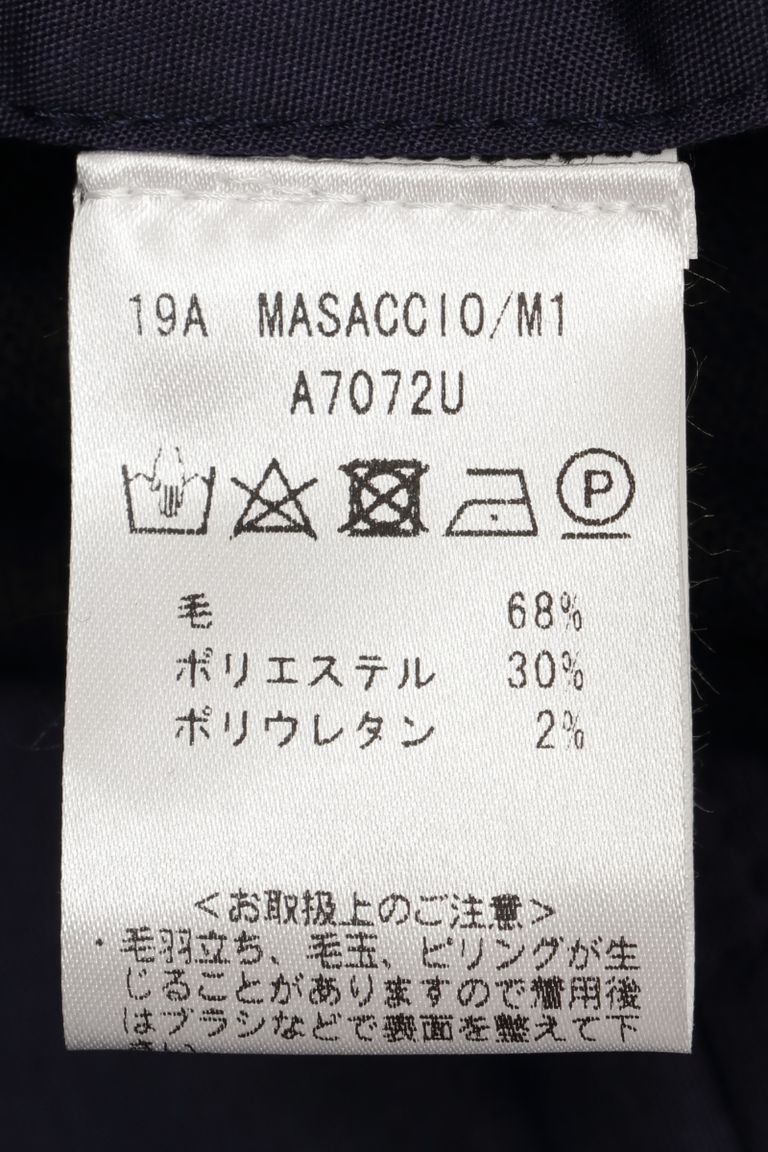 19A MASACCIO/M1
A7072U
P
毛 68%
ポリエステル 30%
ポリウレタン 2%
<お取扱上のご注意>
・毛羽立ち、毛玉、ピリングが生
じることがありますので着用後
はブラシなどで表面を整えて下
さい